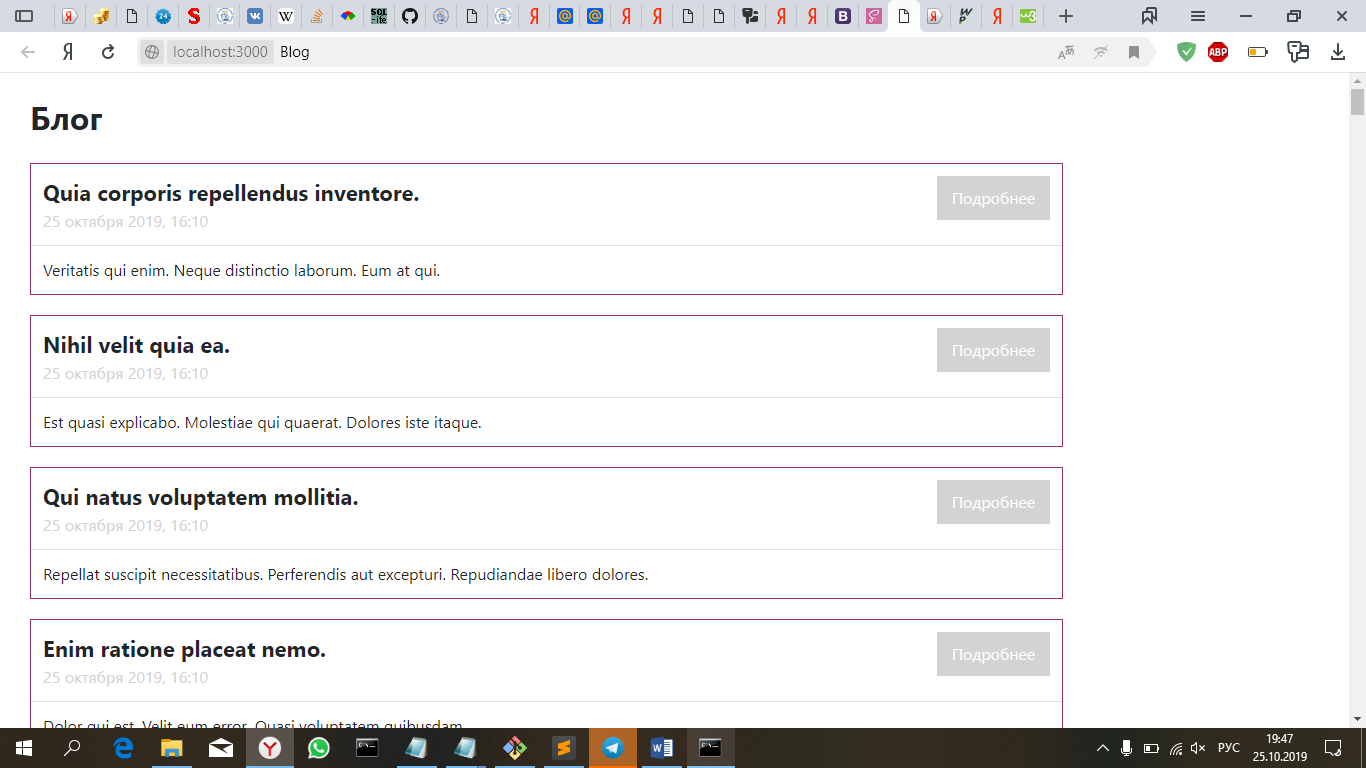 localhost:3000 Blog
Блог
Quia corporis repellendus inventore.
Подробнее
25 октября 2019, 16:10
Veritatis qui enim. Neque distinctio laborum. Eum at qui.
Nihil velit quia ea.
Подробнее
25 октября 2019, 16:10
Est quasi explicabo. Molestiae qui quaerat. Dolores iste itaque.
Qui natus voluptatem mollitia.
Подробнее
25 октября 2019, 16:10
Repellat suscipit necessitatibus. Perferendis aut excepturi. Repudiandae libero dolores.
Enim ratione placeat nemo.
Подробнее
25 октября 2019, 16:10
Dolor qui est. Velit eum error. Quasi voluptatem quibusdam.
РУС
19:47
25.10.2019